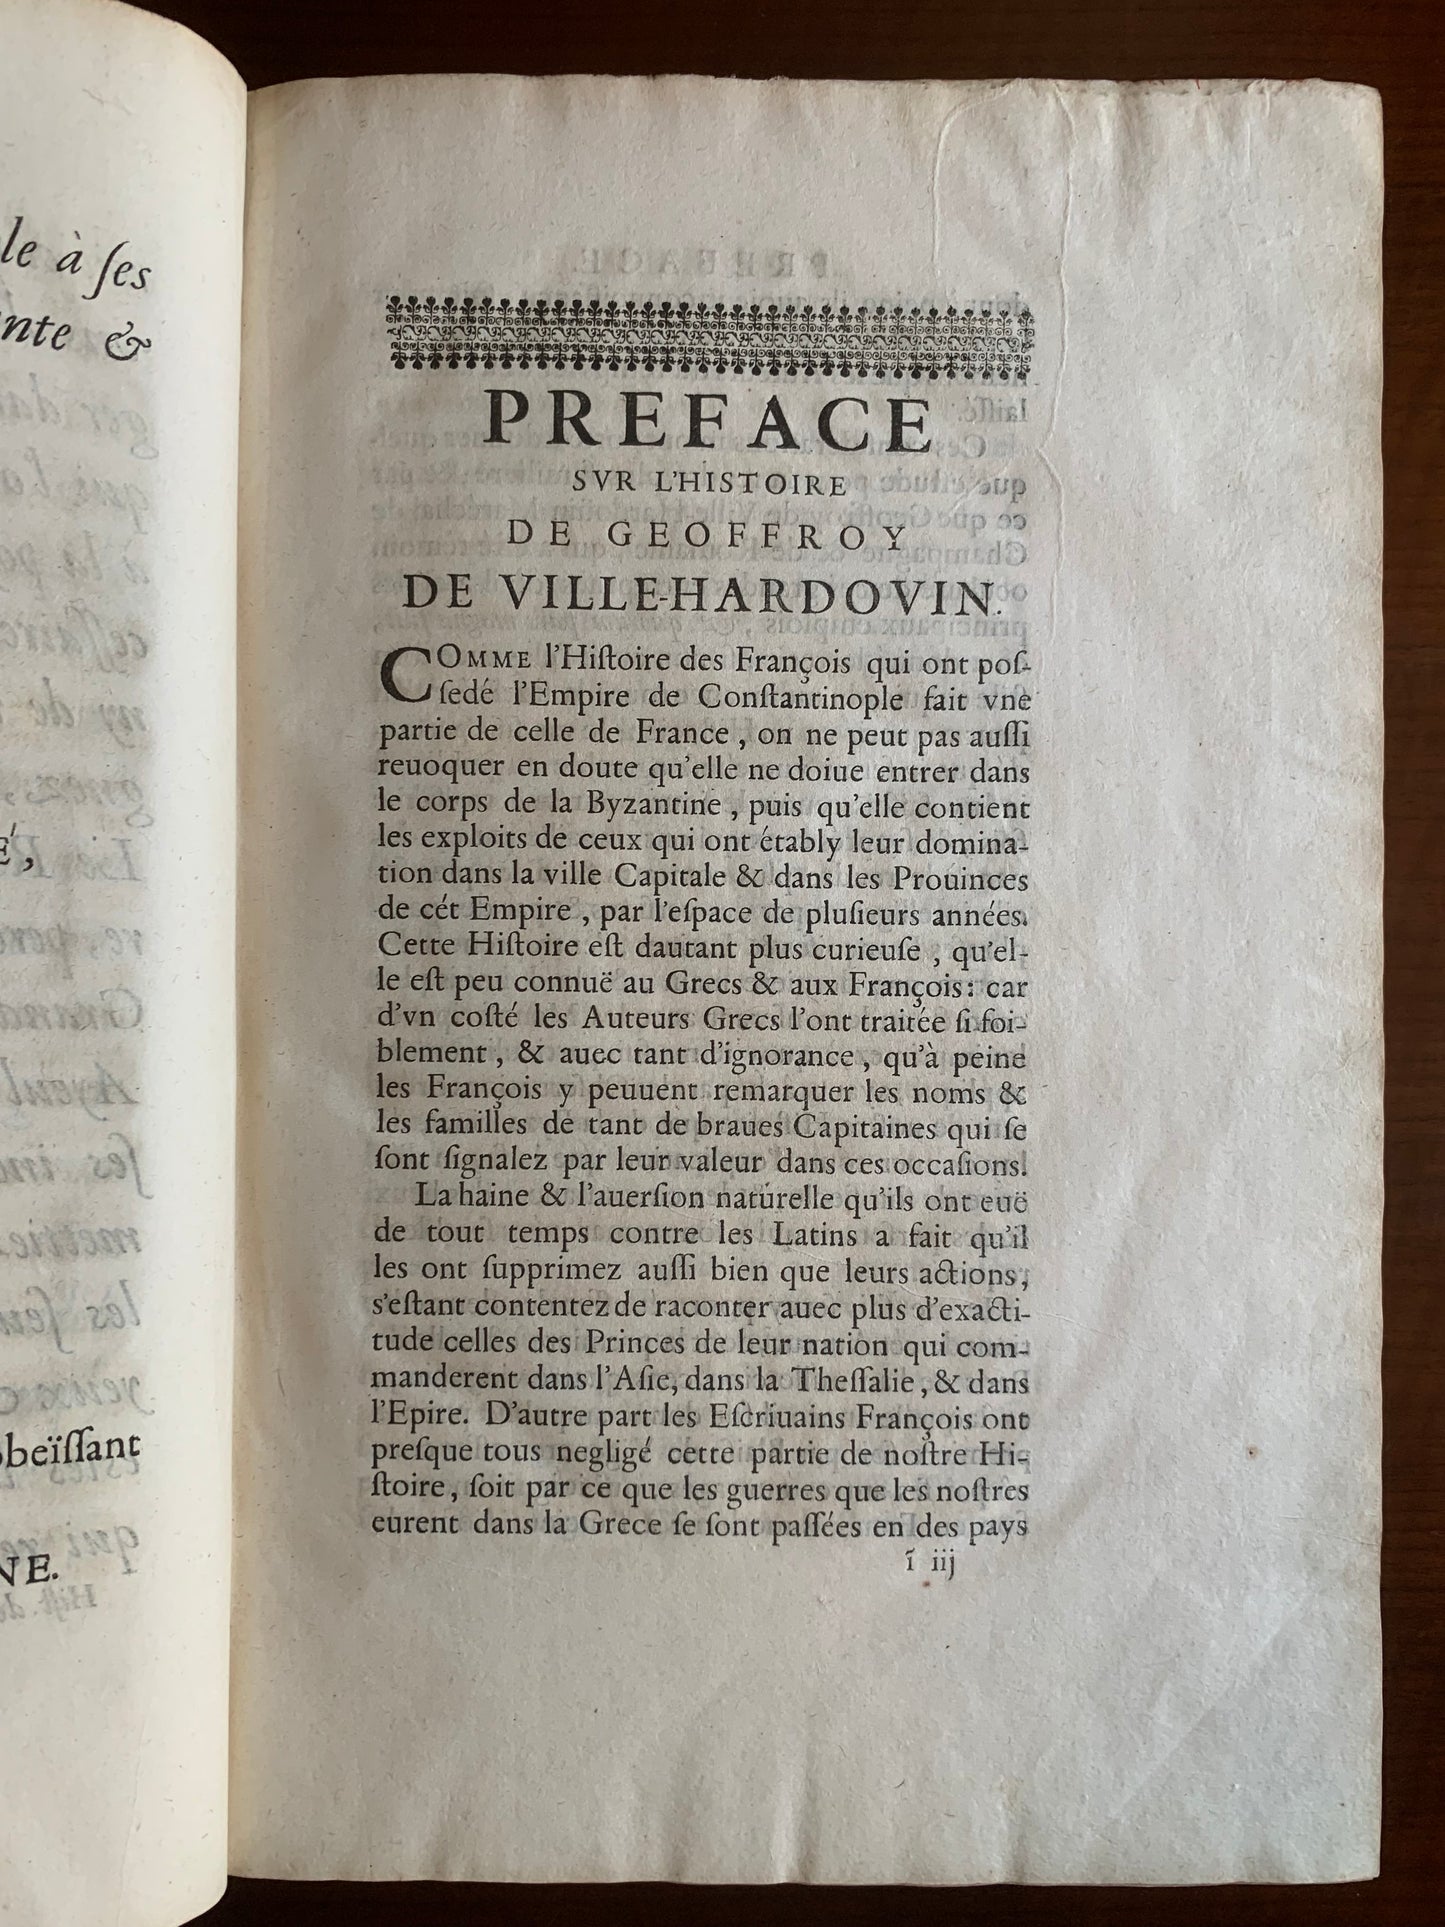 le à ſes
nte &
É,
obeïſſant
NE.
PREFACE
SVR L'HISTOIRE
DE GEOFFROY
DE VILLE-HARDOVIN.
COMME l'Hiſtoire des François qui ont poſ-
ſedé l'Empire de Conſtantinople fait vne
partie de celle de France, on ne peut pas auſſi
reuoquer en doute qu'elle ne doiue entrer dans
le corps de la Byzantine, puis qu'elle contient
les exploits de ceux qui ont étably leur domina-
tion dans la ville Capitale & dans les Prouinces
de cét Empire, par l'eſpace de pluſieurs années.
Cette Hiſtoire eſt dautant plus curieuſe, qu'el-
le eſt peu connuë au Grecs & aux François: car
d'vn coſté les Auteurs Grecs l'ont traitée ſi foi-
blement, & auec tant d'ignorance, qu'à peine
les François y peuuent remarquer les noms &
les familles de tant de braues Capitaines qui ſe
ſont ſignalez par leur valeur dans ces occaſions.
La haine & l'auerſion naturelle qu'ils ont euë
de tout temps contre les Latins a fait qu'il
les ont ſupprimez auſſi bien que leurs actions,
s'eſtant contentez de raconter auec plus d'exacti-
tude celles des Princes de leur nation qui com-
manderent dans l'Aſie, dans la Theſſalie, & dans
l'Epire. D'autre part les Eſcriuains François ont
preſque tous negligé cette partie de noſtre Hi-
ſtoire, ſoit par ce que les guerres que les noſtres
eurent dans la Grece ſe ſont paſſées en des pays
ĩ iij